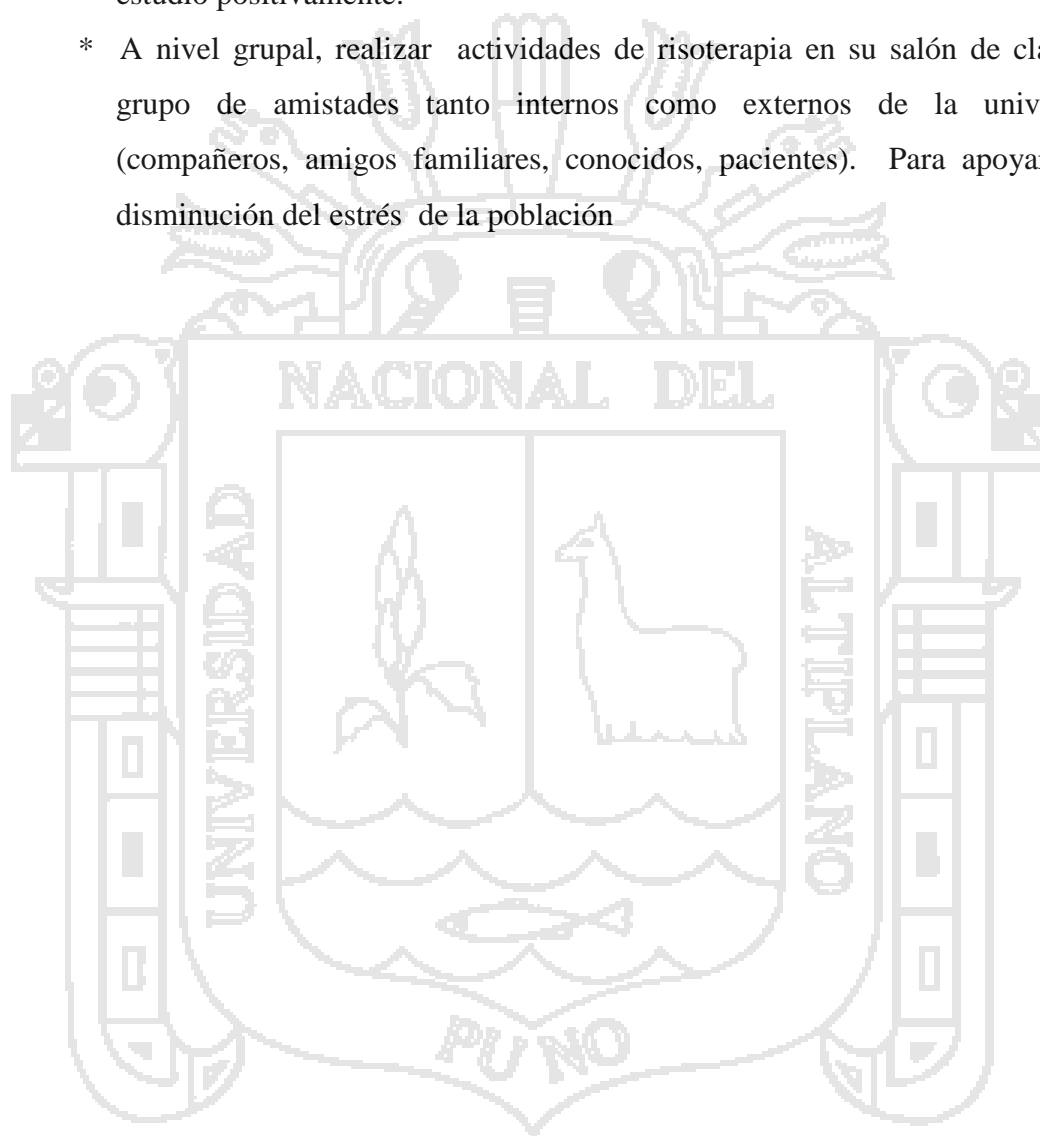 estudio positivamente.
* A nivel grupal, realizar actividades de risoterapia en su salón de cla
grupo de amistades tanto internos como externos de la univ
(compañeros, amigos familiares, conocidos, pacientes). Para apoya
disminución del estrés de la población
NACIONAL DEL
UNIVERSIDAD
ALTIPLANO
PUNO